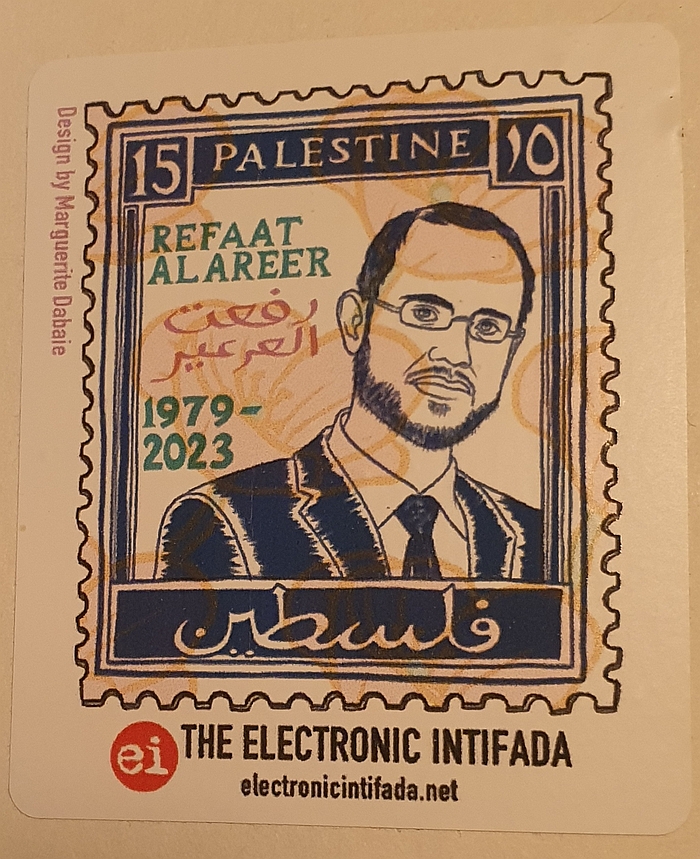 Design by Marguerite Dabaie
15 PALESTINE ١٥
REFAAT
ALAREER
رفعت
العرعير
1979-
2023
فلسطين
ei THE ELECTRONIC INTIFADA
electronicintifada.net